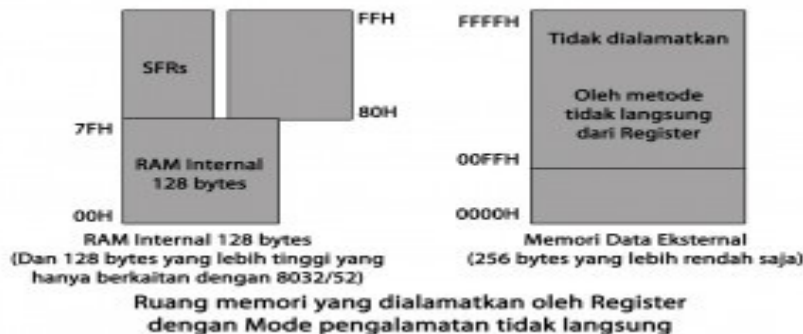 FFH
SFRs
80H
7FH
RAM Internal
128 bytes
00H
RAM Internal 128 bytes
(Dan 128 bytes yang lebih tinggi yang
hanya berkaitan dengan 8032/52)
FFFFH
Tidak dialamatkan
Oleh metode
tidak langsung
dari Register
00FFH
0000H
Memori Data Eksternal
(256 bytes yang lebih rendah saja)
Ruang memori yang dialamatkan oleh Register
dengan Mode pengalamatan tidak langsung